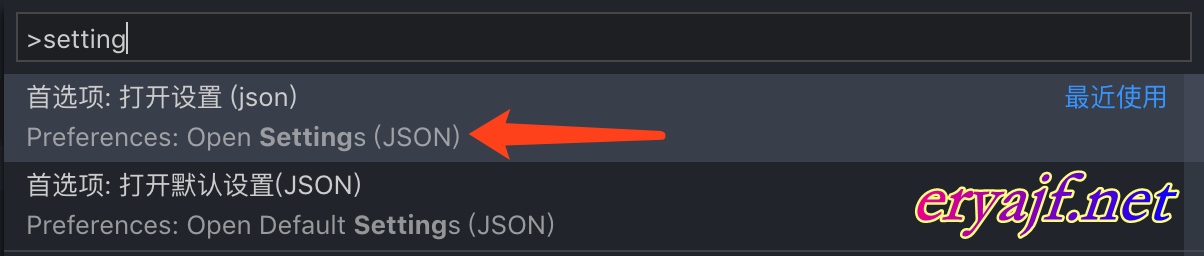 >setting
首选项: 打开设置 (json)
最近使用
Preferences: Open Settings (JSON)
首选项: 打开默认设置(JSON)
Preferences: Open Default Settings (JSON)
eryajf.net